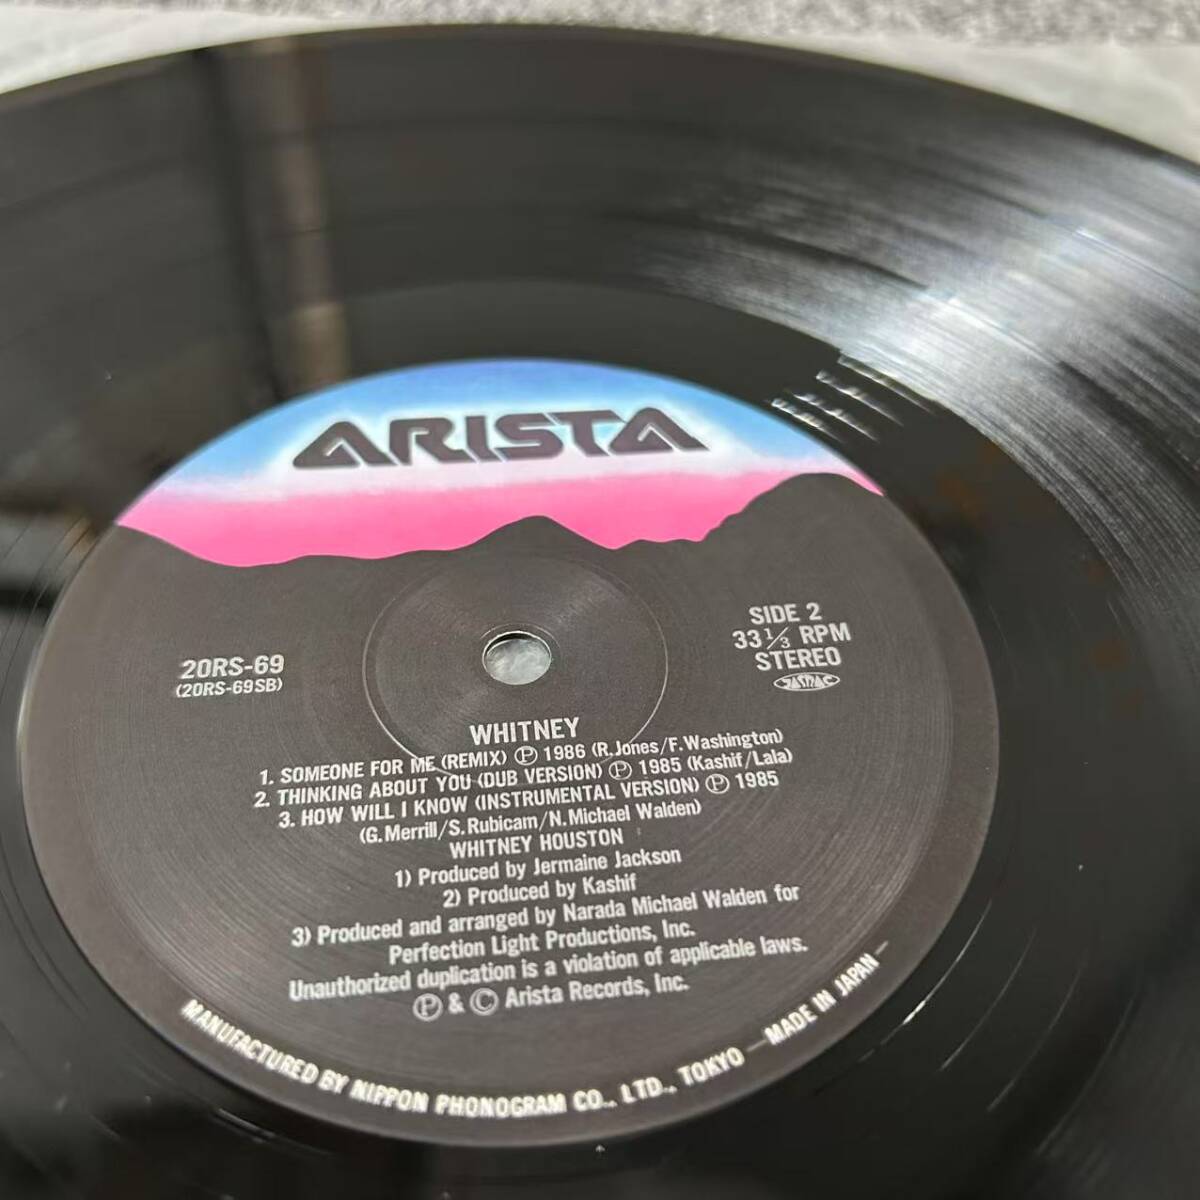 ARISTA
20RS-69
(20RS-69SB)
SIDE 2
33 1/3 RPM
STEREO
JASRAC
WHITNEY
1. SOMEONE FOR ME (REMIX) Ⓟ 1986 (R.Jones/F.Washington)
2. THINKING ABOUT YOU (DUB VERSION) Ⓟ 1985 (Kashif/Lala)
3. HOW WILL I KNOW (INSTRUMENTAL VERSION) Ⓟ 1985
(G.Merrill/S.Rubicam/N.Michael Walden)
WHITNEY HOUSTON
1) Produced by Jermaine Jackson
2) Produced by Kashif
3) Produced and arranged by Narada Michael Walden for
Perfection Light Productions, Inc.
Unauthorized duplication is a violation of applicable laws.
Ⓟ & © Arista Records, Inc.
MANUFACTURED BY NIPPON PHONOGRAM CO., LTD., TOKYO —MADE IN JAPAN—